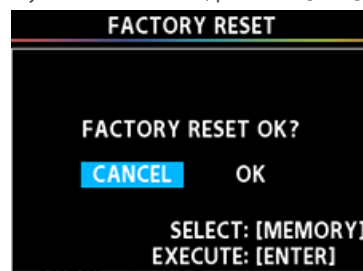 FACTORY RESET
FACTORY RESET OK?
CANCEL OK
SELECT: [MEMORY]
EXECUTE: [ENTER]